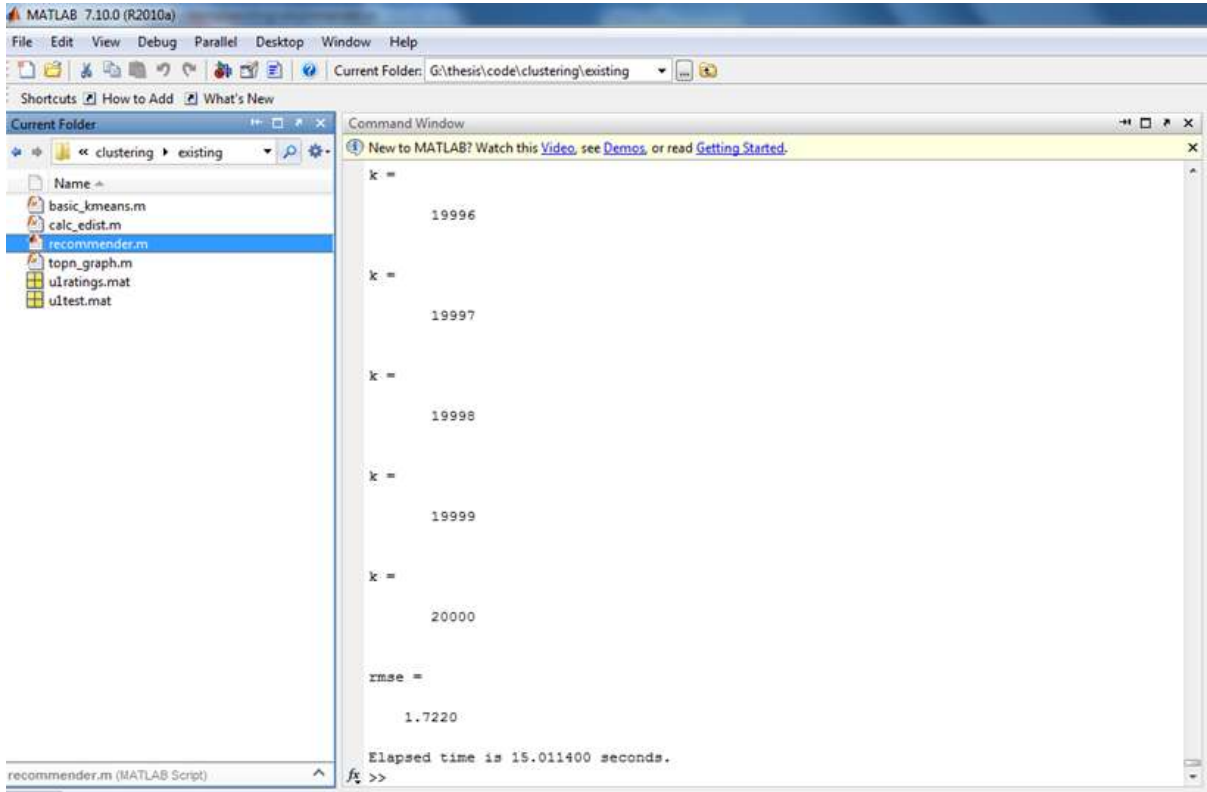 MATLAB 7.10.0 (R2010a)
File Edit View Debug Parallel Desktop Window Help
Current Folder: G:\thesis\code\clustering\existing
Shortcuts How to Add What's New
Current Folder
« clustering existing
Name
basic_kmeans.m
calc_edist.m
recommender.m
topn_graph.m
u1ratings.mat
u1test.mat
recommender.m (MATLAB Script)
Command Window
New to MATLAB? Watch this Video, see Demos, or read Getting Started.
k =
19996
k =
19997
k =
19998
k =
19999
k =
20000
rmse =
1.7220
Elapsed time is 15.011400 seconds.
fx >>